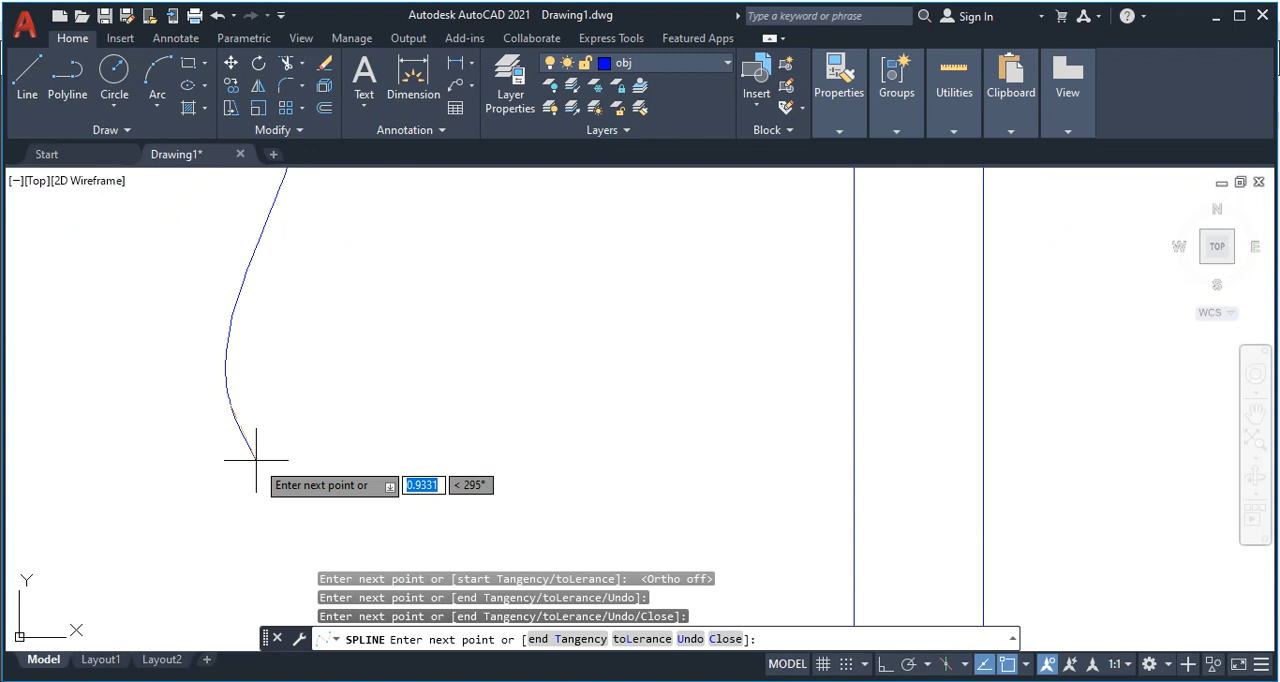 Autodesk AutoCAD 2021 Drawing1.dwg
Type a keyword or phrase
Sign In
Home Insert Annotate Parametric View Manage Output Add-ins Collaborate Express Tools Featured Apps
Line Polyline Circle Arc
Text Dimension
Layer Properties
obj
Insert
Properties Groups Utilities Clipboard View
Draw Modify Annotation Layers Block
Start Drawing1*
[−][Top][2D Wireframe]
N
W TOP E
S
WCS
Enter next point or 0.9331 < 295°
Enter next point or [start Tangency/toLerance]: <Ortho off>
Enter next point or [end Tangency/toLerance/Undo]:
Enter next point or [end Tangency/toLerance/Undo/Close]:
SPLINE Enter next point or [end Tangency toLerance Undo Close]:
Y
X
Model Layout1 Layout2
MODEL 1:1